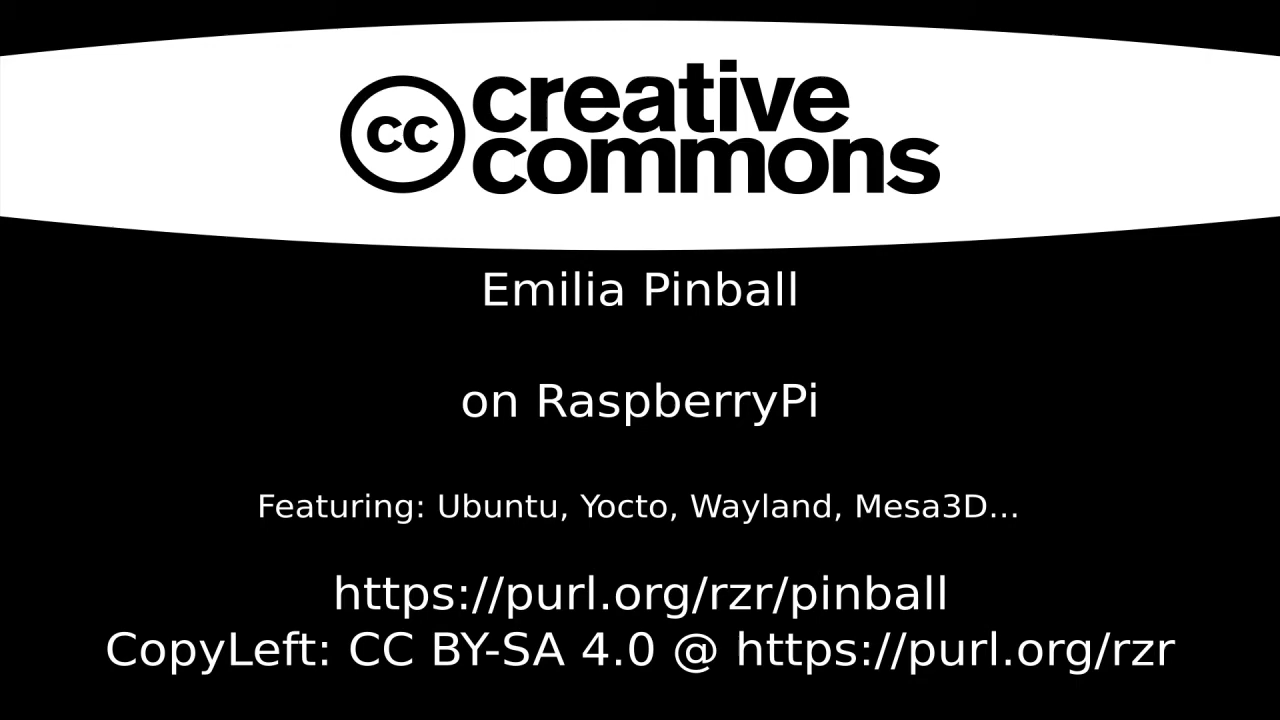 cc creative
commons
Emilia Pinball
on RaspberryPi
Featuring: Ubuntu, Yocto, Wayland, Mesa3D...
https://purl.org/rzr/pinball
CopyLeft: CC BY-SA 4.0 @ https://purl.org/rzr